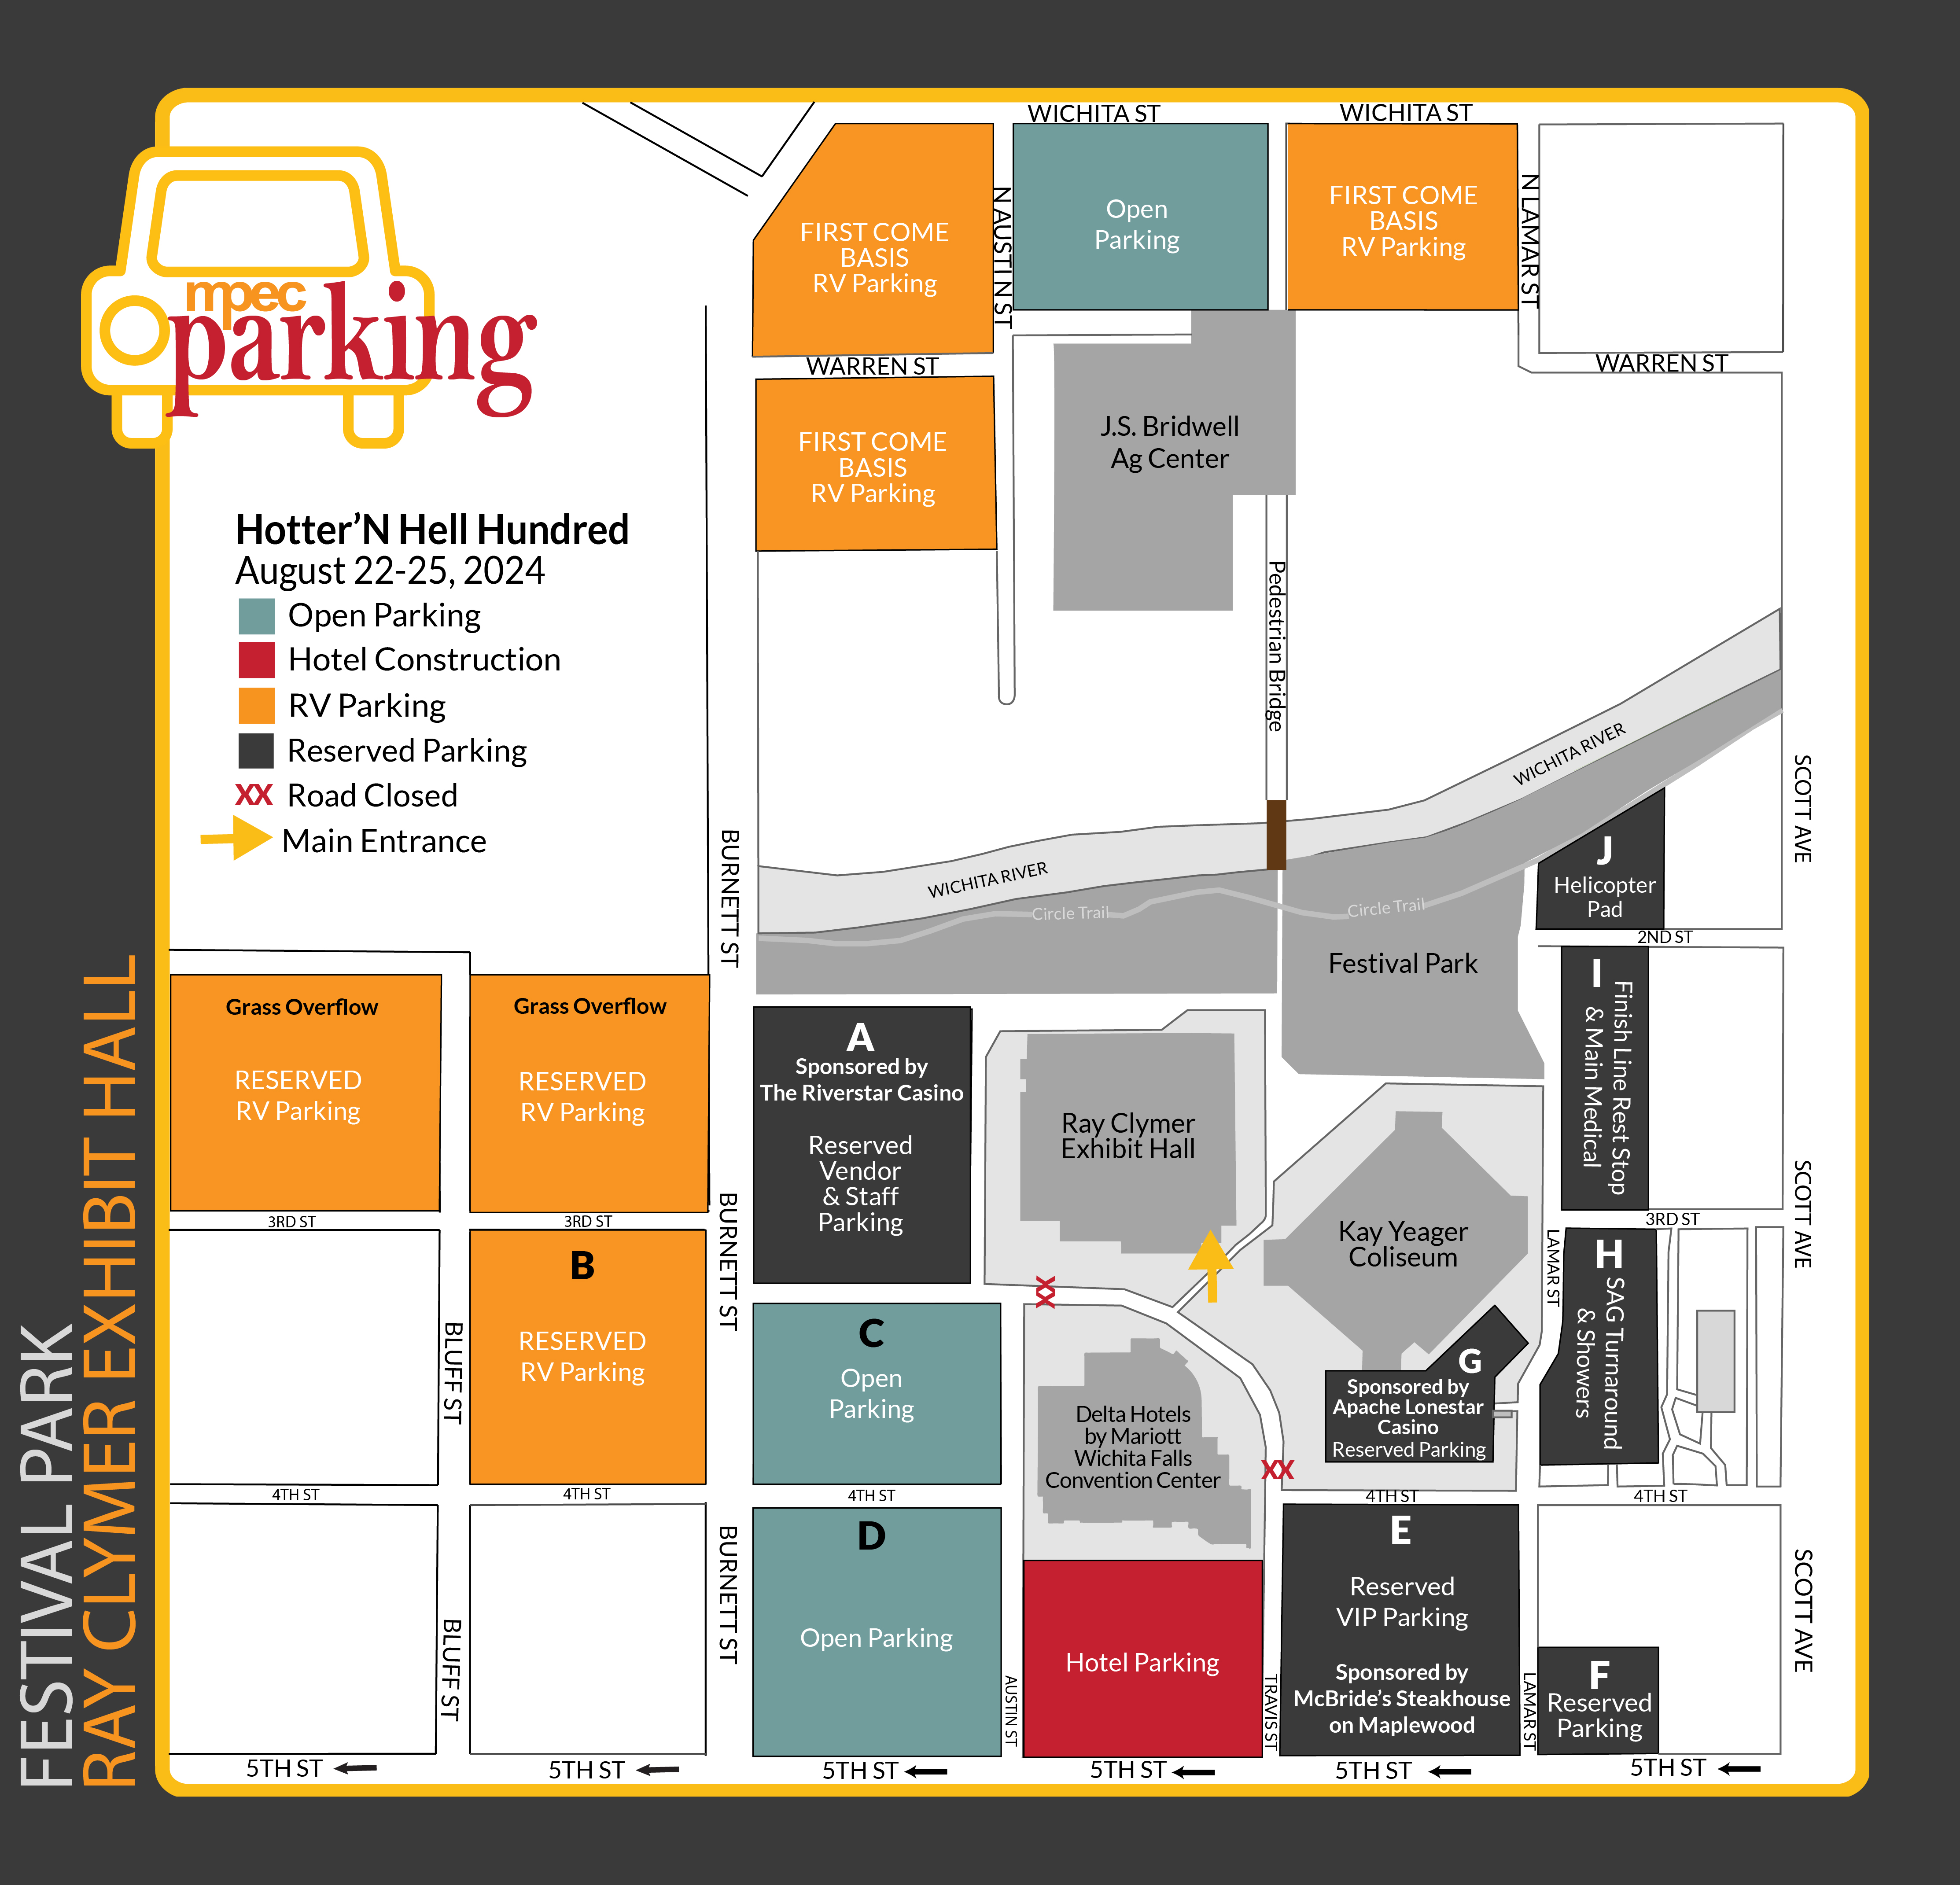 WICHITA ST
WICHITA ST
mpec
parking
FIRST COME
BASIS
RV Parking
N AUSTIN ST
Open
Parking
FIRST COME
BASIS
RV Parking
N LAMAR ST
WARREN ST
WARREN ST
FIRST COME
BASIS
RV Parking
J.S. Bridwell
Ag Center
Hotter’N Hell Hundred
August 22-25, 2024
Open Parking
Hotel Construction
RV Parking
Reserved Parking
XX Road Closed
Main Entrance
Pedestrian Bridge
WICHITA RIVER
WICHITA RIVER
SCOTT AVE
BURNETT ST
Circle Trail
Circle Trail
Festival Park
J
Helicopter
Pad
2ND ST
I
Finish Line Rest Stop
& Main Medical
Grass Overflow
RESERVED
RV Parking
Grass Overflow
RESERVED
RV Parking
A
Sponsored by
The Riverstar Casino
Reserved
Vendor
& Staff
Parking
Ray Clymer
Exhibit Hall
Kay Yeager
Coliseum
SCOTT AVE
3RD ST
3RD ST
3RD ST
BURNETT ST
LAMAR ST
H
SAG Turnaround
& Showers
B
RESERVED
RV Parking
BLUFF ST
XX
C
Open
Parking
Delta Hotels
by Mariott
Wichita Falls
Convention Center
XX
G
Sponsored by
Apache Lonestar
Casino
Reserved Parking
4TH ST
4TH ST
4TH ST
4TH ST
4TH ST
BLUFF ST
BURNETT ST
D
Open Parking
AUSTIN ST
Hotel Parking
TRAVIS ST
E
Reserved
VIP Parking
Sponsored by
McBride’s Steakhouse
on Maplewood
LAMAR ST
F
Reserved
Parking
SCOTT AVE
5TH ST
5TH ST
5TH ST
5TH ST
5TH ST
5TH ST
FESTIVAL PARK
RAY CLYMER EXHIBIT HALL